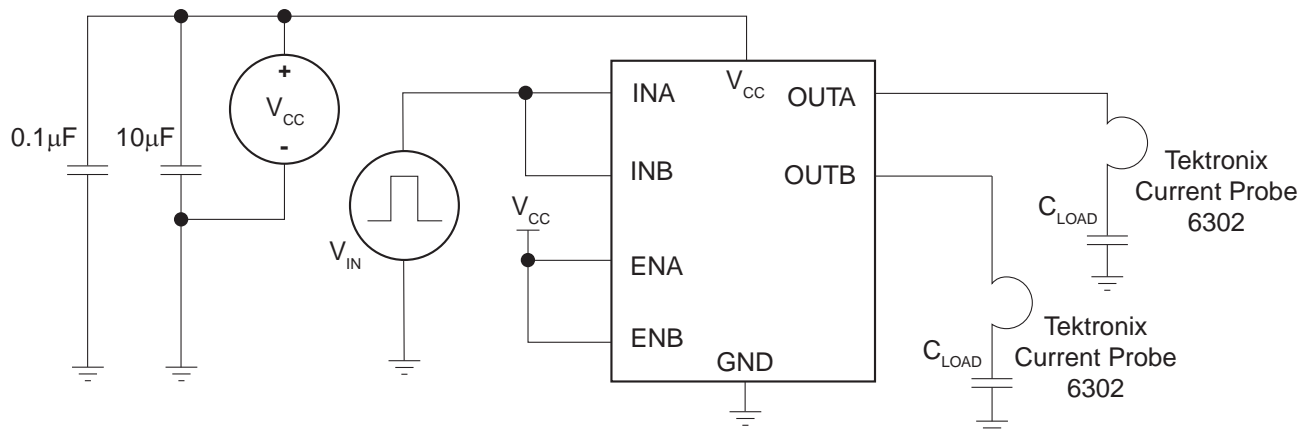 0.1μF
10μF
+
VCC
-
VIN
VCC
INA
INB
ENA
ENB
VCC
OUTA
OUTB
GND
CLOAD
Tektronix
Current Probe
6302
CLOAD
Tektronix
Current Probe
6302